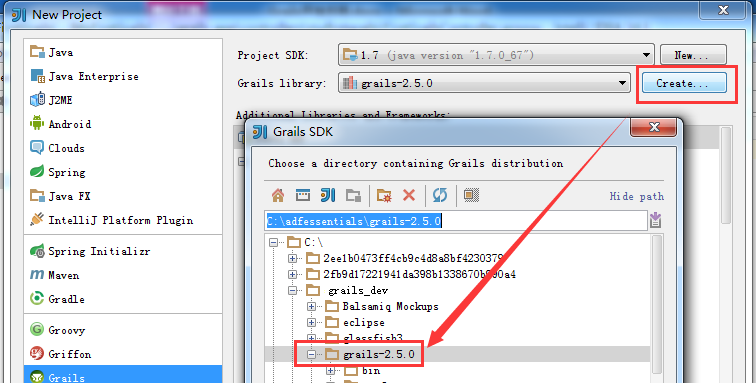 New Project
Java
Java Enterprise
J2ME
Android
Clouds
Spring
Java FX
IntelliJ Platform Plugin
Spring Initializr
Maven
Gradle
Groovy
Griffon
Grails
Project SDK:
1.7 (java version "1.7.0_67")
New...
Grails library:
grails-2.5.0
Create...
Additional Libraries and Frameworks:
Grails SDK
Choose a directory containing Grails distribution
Hide path
C:\adfessentials\grails-2.5.0
C:\
2ee1b0473ff4cb9c4d8a8bf4230379
grails_dev
Balsamiq Mockups
eclipse
glassfish3
grails-2.5.0
bin